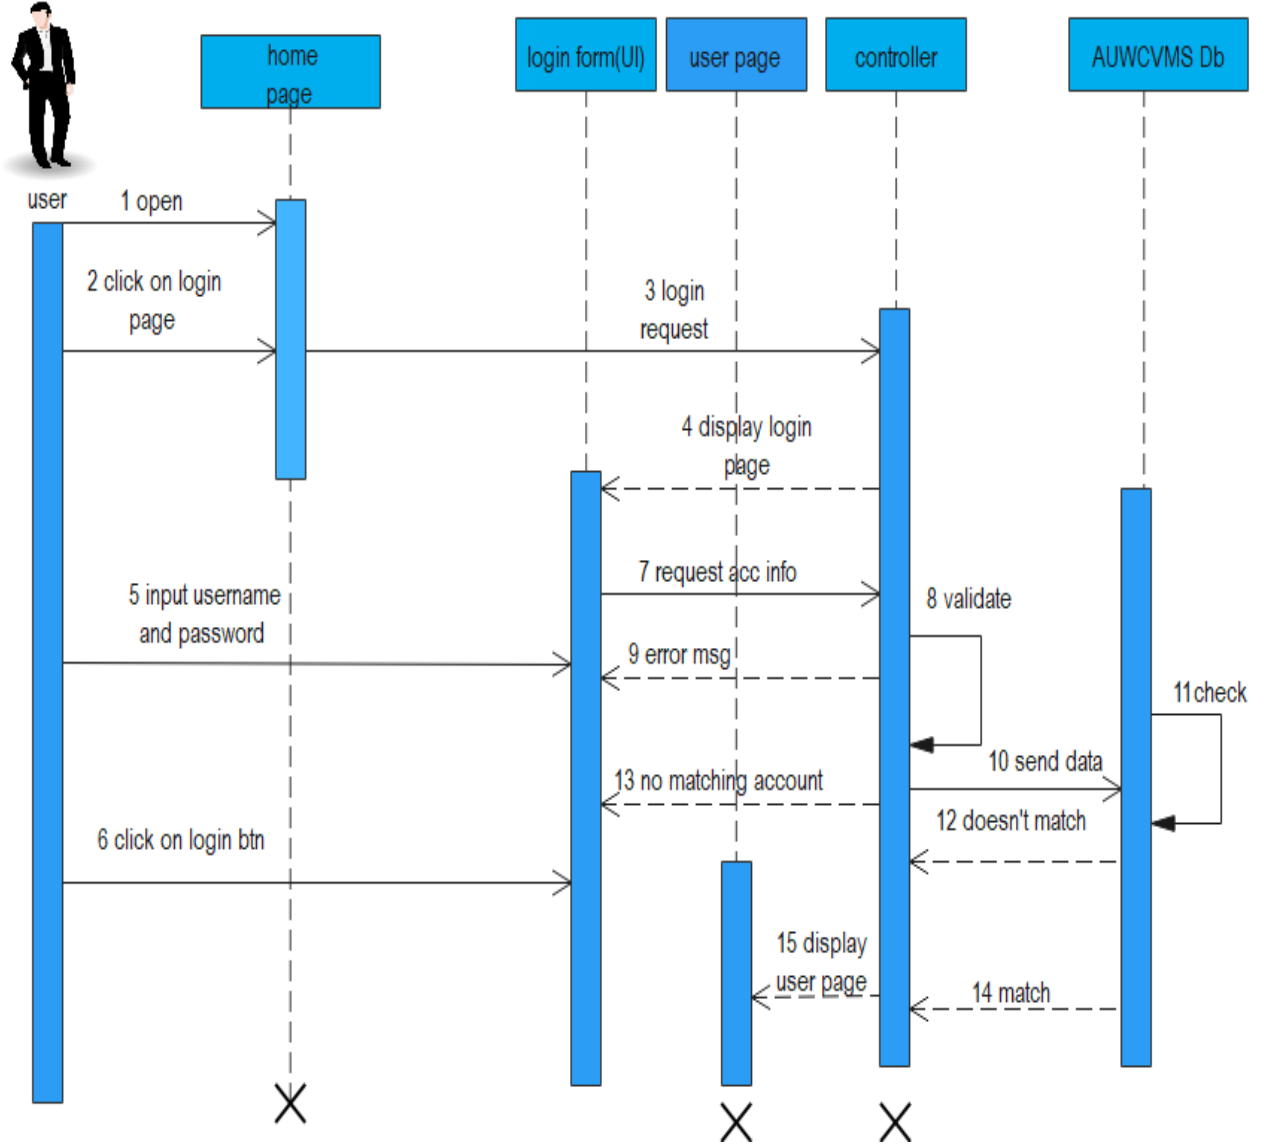 home
page
login form(UI)
user page
controller
AUWCVMS Db
user
1 open
2 click on login
page
3 login
request
4 display login
page
7 request acc info
5 input username
and password
8 validate
9 error msg
11check
10 send data
13 no matching account
12 doesn't match
6 click on login btn
15 display
user page
14 match